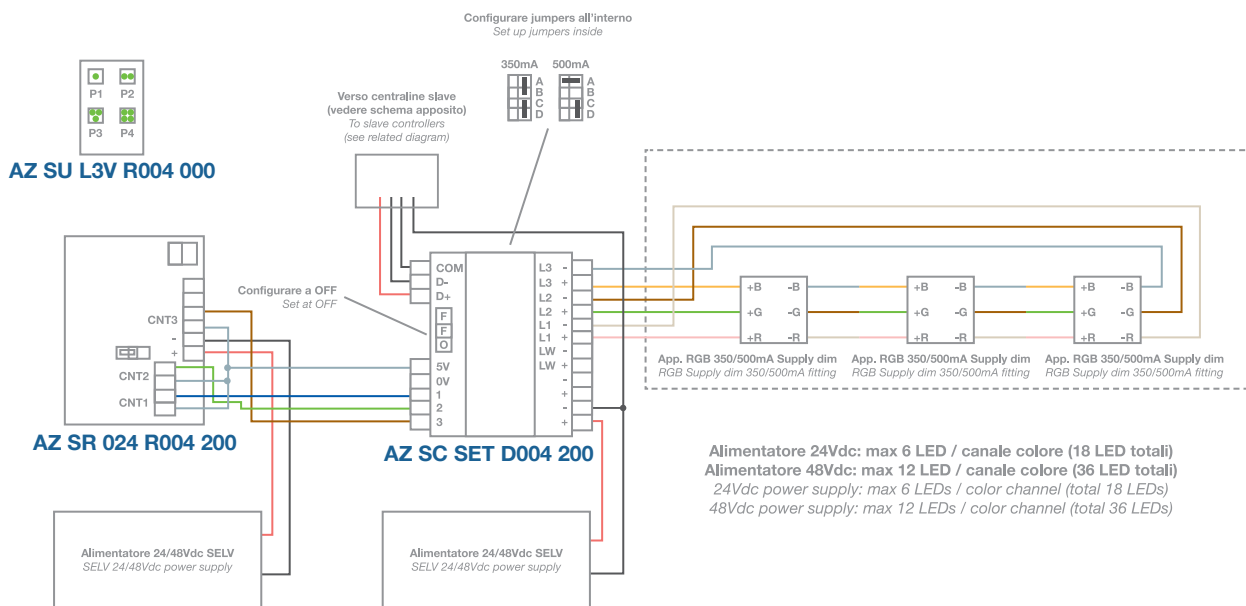 Configurare jumpers all'interno
Set up jumpers inside
350mA 500mA
A
B
C
D
A
B
C
D
P1 P2
P3 P4
AZ SU L3V R004 000
Verso centraline slave
(vedere schema apposito)
To slave controllers
(see related diagram)
CNT3
-
+
CNT2
CNT1
AZ SR 024 R004 200
Configurare a OFF
Set at OFF
COM
D-
D+
F
F
O
5V
0V
1
2
3
L3 -
L3 +
L2 -
L2 +
L1 -
L1 +
LW -
LW +
-
+
-
+
AZ SC SET D004 200
+B -B
+G -G
+R -R
App. RGB 350/500mA Supply dim
RGB Supply dim 350/500mA fitting
+B -B
+G -G
+R -R
App. RGB 350/500mA Supply dim
RGB Supply dim 350/500mA fitting
+B -B
+G -G
+R -R
App. RGB 350/500mA Supply dim
RGB Supply dim 350/500mA fitting
Alimentatore 24Vdc: max 6 LED / canale colore (18 LED totali)
Alimentatore 48Vdc: max 12 LED / canale colore (36 LED totali)
24Vdc power supply: max 6 LEDs / color channel (total 18 LEDs)
48Vdc power supply: max 12 LEDs / color channel (total 36 LEDs)
Alimentatore 24/48Vdc SELV
SELV 24/48Vdc power supply
Alimentatore 24/48Vdc SELV
SELV 24/48Vdc power supply